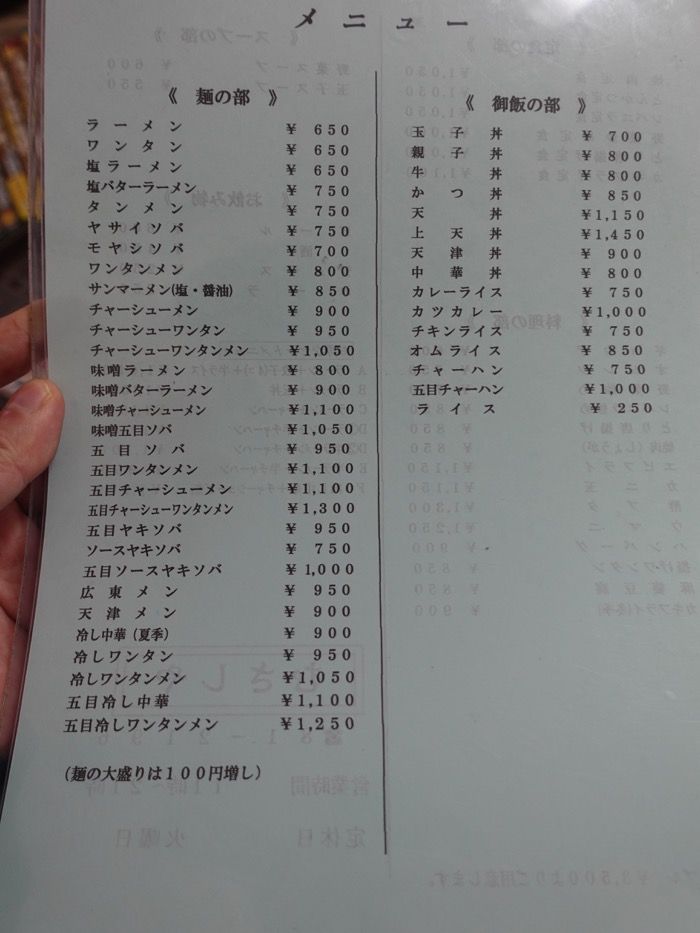 メニュー
《 麺の部 》
ラーメン ￥ 650
ワンタン ￥ 650
塩ラーメン ￥ 650
塩バターラーメン ￥ 750
タンメン ￥ 750
ヤサイソバ ￥ 750
モヤシソバ ￥ 700
ワンタンメン ￥ 800
サンマーメン(塩・醤油) ￥ 850
チャーシューメン ￥ 900
チャーシューワンタン ￥ 950
チャーシューワンタンメン ￥1,050
味噌ラーメン ￥ 800
味噌バターラーメン ￥ 900
味噌チャーシューメン ￥1,100
味噌五目ソバ ￥1,050
五目ソバ ￥ 950
五目ワンタンメン ￥1,100
五目チャーシューメン ￥1,100
五目チャーシューワンタンメン ￥1,300
五目ヤキソバ ￥ 950
ソースヤキソバ ￥ 750
五目ソースヤキソバ ￥1,000
広東メン ￥ 950
天津メン ￥ 900
冷し中華(夏季) ￥ 900
冷しワンタン ￥ 950
冷しワンタンメン ￥1,050
五目冷し中華 ￥1,100
五目冷しワンタンメン ￥1,250
(麺の大盛りは100円増し)
《 御飯の部 》
玉子丼 ￥ 700
親子丼 ￥ 800
牛丼 ￥ 800
かつ丼 ￥ 850
天丼 ￥1,150
上天丼 ￥1,450
天津丼 ￥ 900
中華丼 ￥ 800
カレーライス ￥ 750
カツカレー ￥1,000
チキンライス ￥ 750
オムライス ￥ 850
チャーハン ￥ 750
五目チャーハン ￥1,000
ライス ￥ 250